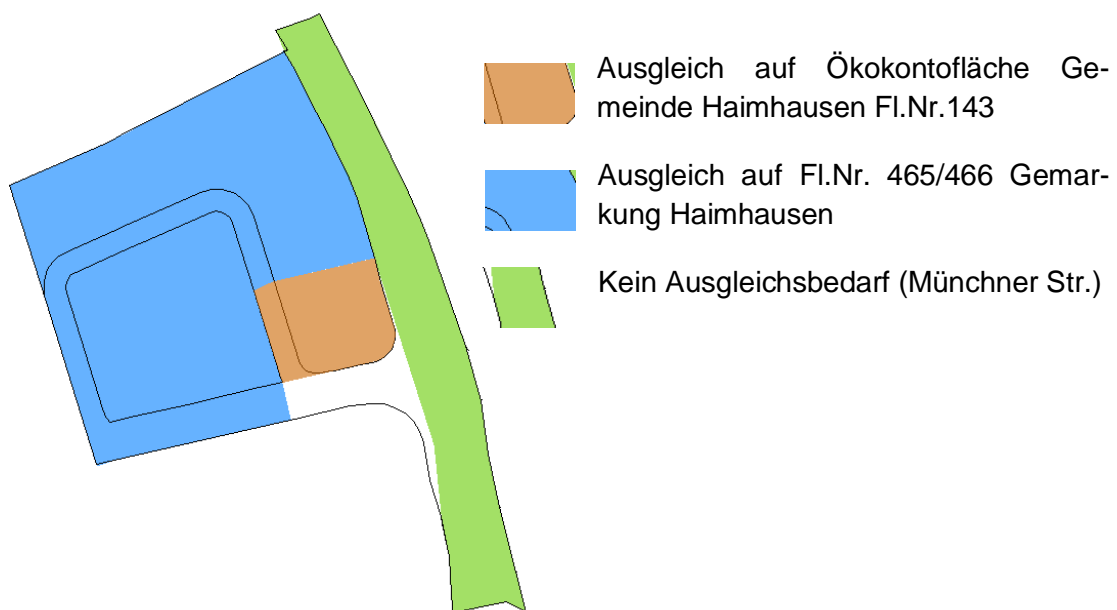 Ausgleich auf Ökokontofläche Ge-
meinde Haimhausen Fl.Nr.143
Ausgleich auf Fl.Nr. 465/466 Gemar-
kung Haimhausen
Kein Ausgleichsbedarf (Münchner Str.)